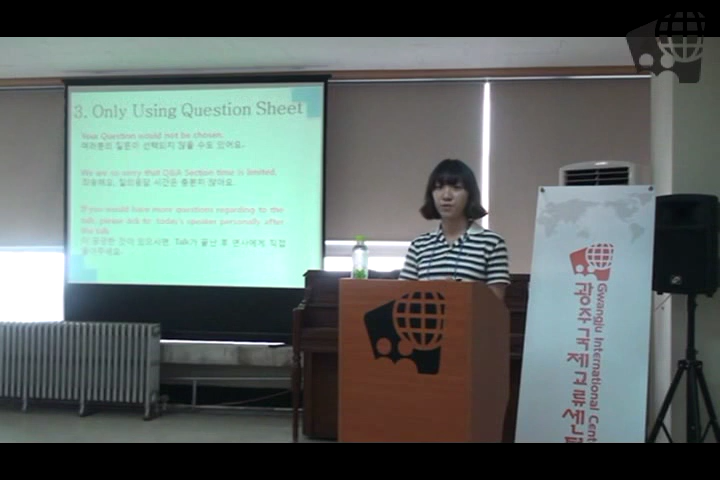 3. Only Using Question Sheet
Your Question would not be chosen.
여러분의 질문이 선택되지 않을 수도 있어요.
We are so sorry that Q&A Section time is limited.
죄송해요, 질의응답 시간은 충분치 않아요.
If you would have more questions regarding to the
talk, please ask to today's speaker personally after
the talk
더 궁금한 것이 있으시면 Talk가 끝난 후 연사에게 직접
물어주세요.
Gwangju International Cent
광주국제교류센터